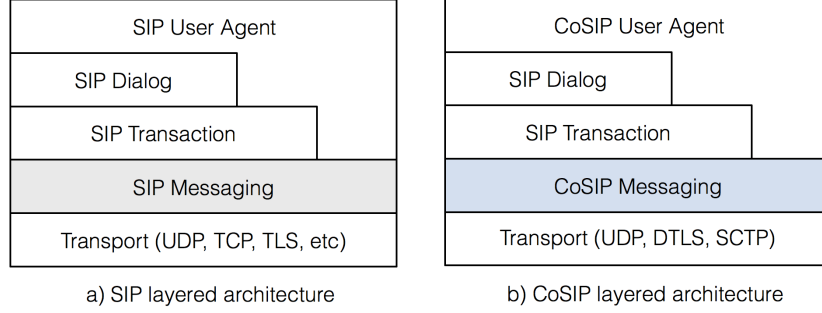 SIP User Agent
SIP Dialog
SIP Transaction
SIP Messaging
Transport (UDP, TCP, TLS, etc)
a) SIP layered architecture
CoSIP User Agent
SIP Dialog
SIP Transaction
CoSIP Messaging
Transport (UDP, DTLS, SCTP)
b) CoSIP layered architecture